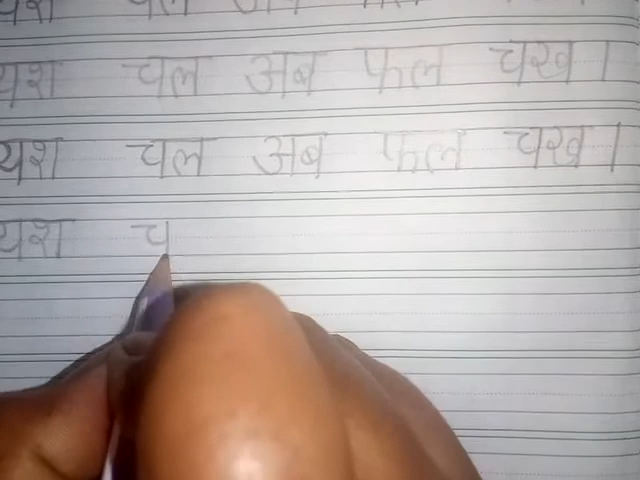 यश चल अब फल चख।
यश चल अब फल चख।
यश च